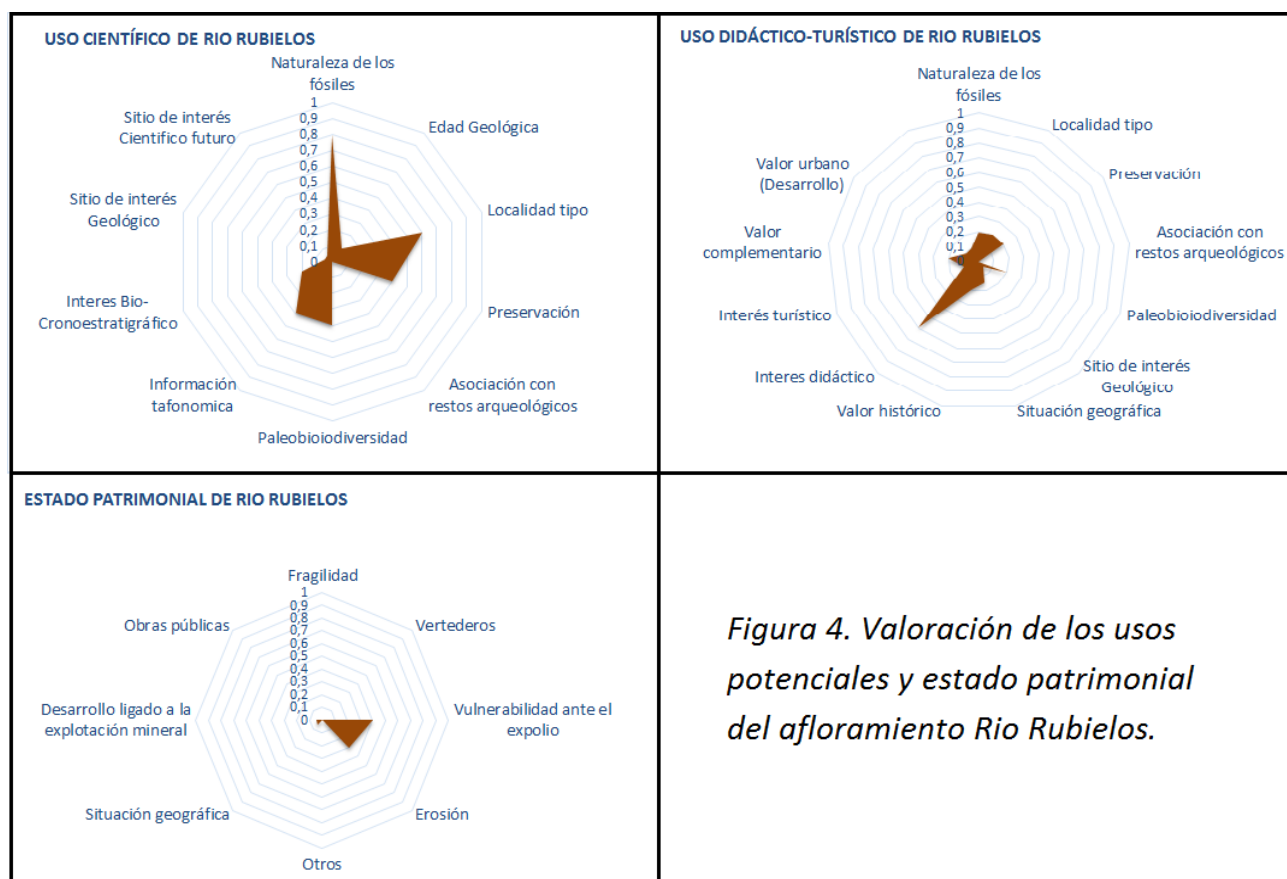 USO CIENTÍFICO DE RIO RUBIELOS
Naturaleza de los
fósiles
Edad Geológica
Localidad tipo
Preservación
Asociación con
restos arqueológicos
Paleobioiodiversidad
Información
tafonomica
Interes Bio-
Cronoestratigráfico
Sitio de interés
Geológico
Sitio de interés
Cientifico futuro
1
0,9
0,8
0,7
0,6
0,5
0,4
0,3
0,2
0,1
0
USO DIDÁCTICO-TURÍSTICO DE RIO RUBIELOS
Naturaleza de los
fósiles
Localidad tipo
Preservación
Asociación con
restos arqueológicos
Paleobioiodiversidad
Sitio de interés
Geológico
Situación geográfica
Valor histórico
Interes didáctico
Interés turístico
Valor
complementario
Valor urbano
(Desarrollo)
1
0,9
0,8
0,7
0,6
0,5
0,4
0,3
0,2
0,1
0
ESTADO PATRIMONIAL DE RIO RUBIELOS
Fragilidad
Vertederos
Vulnerabilidad ante el
expolio
Erosión
Otros
Situación geográfica
Desarrollo ligado a la
explotación mineral
Obras públicas
1
0,9
0,8
0,7
0,6
0,5
0,4
0,3
0,2
0,1
0
Figura 4. Valoración de los usos
potenciales y estado patrimonial
del afloramiento Rio Rubielos.